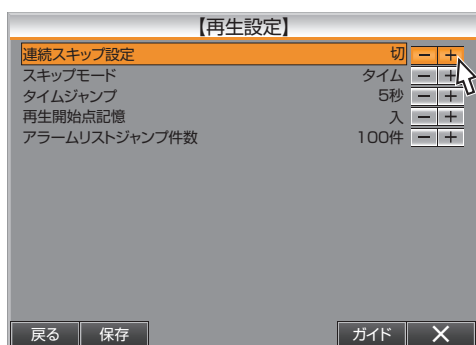 【再生設定】
連続スキップ設定 切 − +
スキップモード タイム − +
タイムジャンプ 5秒 − +
再生開始点記憶 入 − +
アラームリストジャンプ件数 100件 − +
戻る 保存 ガイド ×